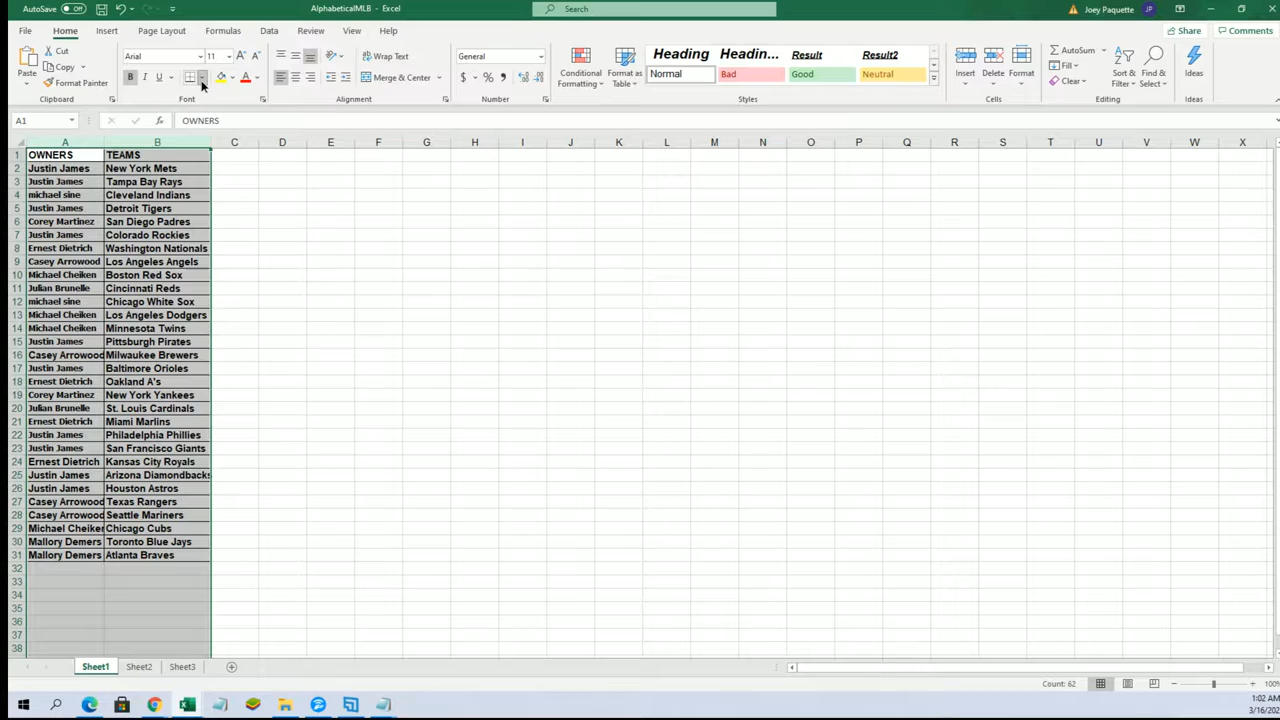 AutoSave Off AlphabeticalMLB - Excel Search Joey Paquette JP
File Home Insert Page Layout Formulas Data Review View Help Share Comments
Paste Cut Copy Format Painter Clipboard
Arial 11 B I U A Font
Wrap Text Merge & Center Alignment
General $ % Number
Conditional Formatting Format as Table
Heading Headin... Result Result2
Normal Bad Good Neutral Styles
Insert Delete Format Cells
AutoSum Fill Clear Sort & Filter Find & Select Editing
Ideas Ideas
A1 fx OWNERS
A B C D E F G H I J K L M N O P Q R S T U V W X
1 OWNERS TEAMS
2 Justin James New York Mets
3 Justin James Tampa Bay Rays
4 michael sine Cleveland Indians
5 Justin James Detroit Tigers
6 Corey Martinez San Diego Padres
7 Justin James Colorado Rockies
8 Ernest Dietrich Washington Nationals
9 Casey Arrowood Los Angeles Angels
10 Michael Cheiken Boston Red Sox
11 Julian Brunelle Cincinnati Reds
12 michael sine Chicago White Sox
13 Michael Cheiken Los Angeles Dodgers
14 Michael Cheiken Minnesota Twins
15 Justin James Pittsburgh Pirates
16 Casey Arrowood Milwaukee Brewers
17 Justin James Baltimore Orioles
18 Ernest Dietrich Oakland A's
19 Corey Martinez New York Yankees
20 Julian Brunelle St. Louis Cardinals
21 Ernest Dietrich Miami Marlins
22 Justin James Philadelphia Phillies
23 Justin James San Francisco Giants
24 Ernest Dietrich Kansas City Royals
25 Justin James Arizona Diamondbacks
26 Justin James Houston Astros
27 Casey Arrowood Texas Rangers
28 Casey Arrowood Seattle Mariners
29 Michael Cheiken Chicago Cubs
30 Mallory Demers Toronto Blue Jays
31 Mallory Demers Atlanta Braves
32
33
34
35
36
37
38
Sheet1 Sheet2 Sheet3
Count: 62 100%
1:02 AM
3/16/202